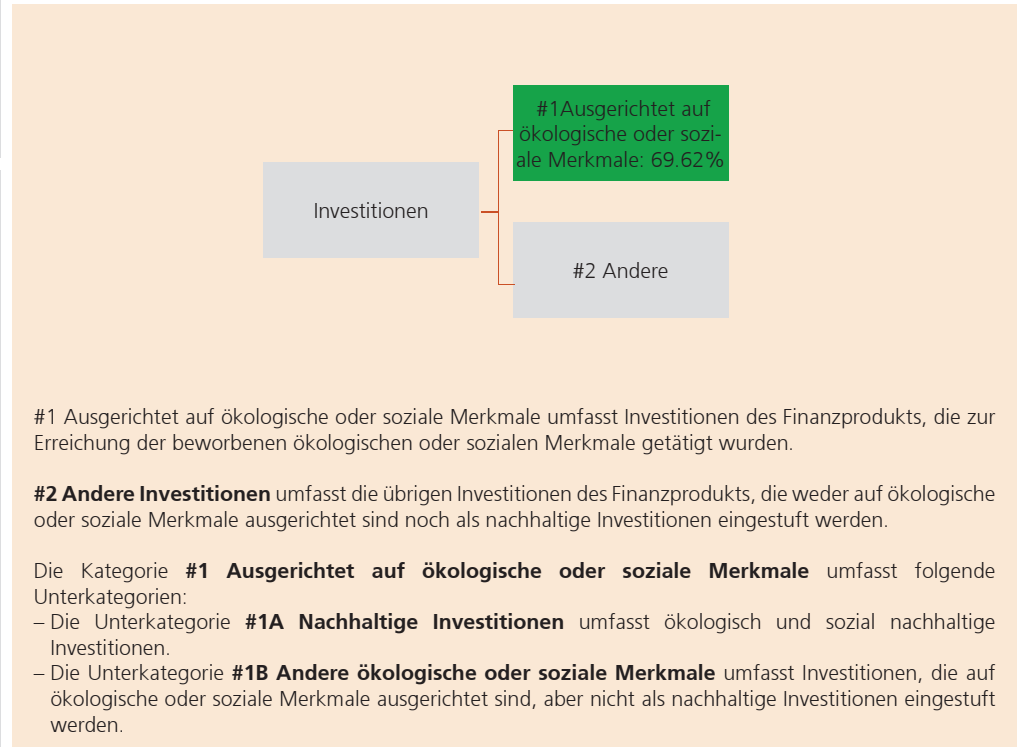 #1Ausgerichtet auf
ökologische oder sozi-
ale Merkmale: 69.62%
Investitionen
#2 Andere
#1 Ausgerichtet auf ökologische oder soziale Merkmale umfasst Investitionen des Finanzprodukts, die zur
Erreichung der beworbenen ökologischen oder sozialen Merkmale getätigt wurden.
#2 Andere Investitionen umfasst die übrigen Investitionen des Finanzprodukts, die weder auf ökologische
oder soziale Merkmale ausgerichtet sind noch als nachhaltige Investitionen eingestuft werden.
Die Kategorie #1 Ausgerichtet auf ökologische oder soziale Merkmale umfasst folgende
Unterkategorien:
– Die Unterkategorie #1A Nachhaltige Investitionen umfasst ökologisch und sozial nachhaltige
Investitionen.
– Die Unterkategorie #1B Andere ökologische oder soziale Merkmale umfasst Investitionen, die auf
ökologische oder soziale Merkmale ausgerichtet sind, aber nicht als nachhaltige Investitionen eingestuft
werden.